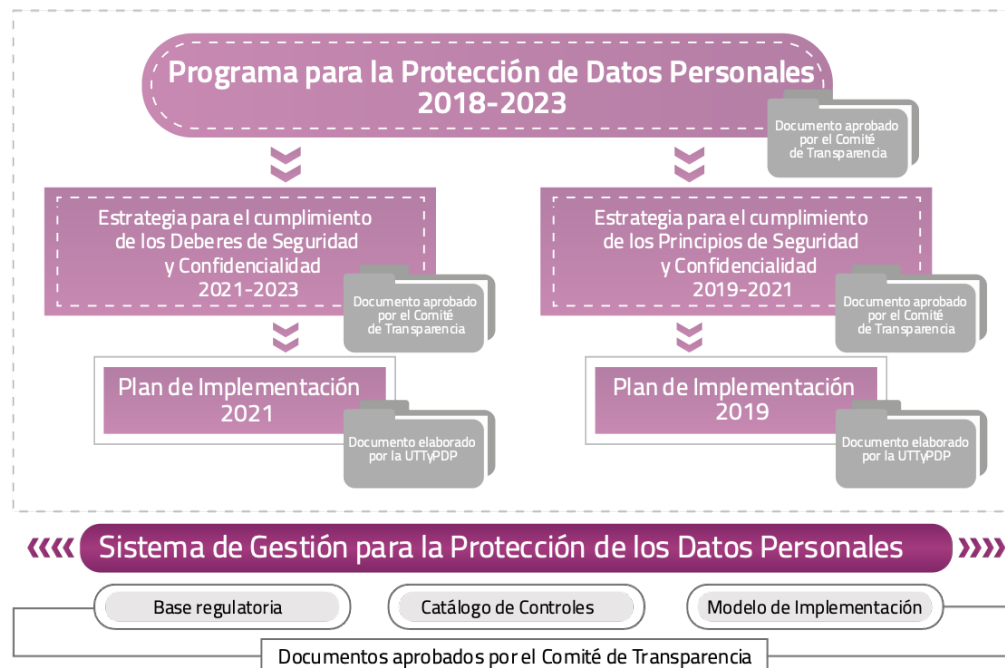 Programa para la Protección de Datos Personales
2018-2023
Documento aprobado
por el Comité
de Transparencia
Estrategia para el cumplimiento
de los Deberes de Seguridad
y Confidencialidad
2021-2023
Documento aprobado
por el Comité
de Transparencia
Estrategia para el cumplimiento
de los Principios de Seguridad
y Confidencialidad
2019-2021
Documento aprobado
por el Comité
de Transparencia
Plan de Implementación
2021
Documento elaborado
por la UTTyPDP
Plan de Implementación
2019
Documento elaborado
por la UTTyPDP
Sistema de Gestión para la Protección de los Datos Personales
Base regulatoria
Catálogo de Controles
Modelo de Implementación
Documentos aprobados por el Comité de Transparencia